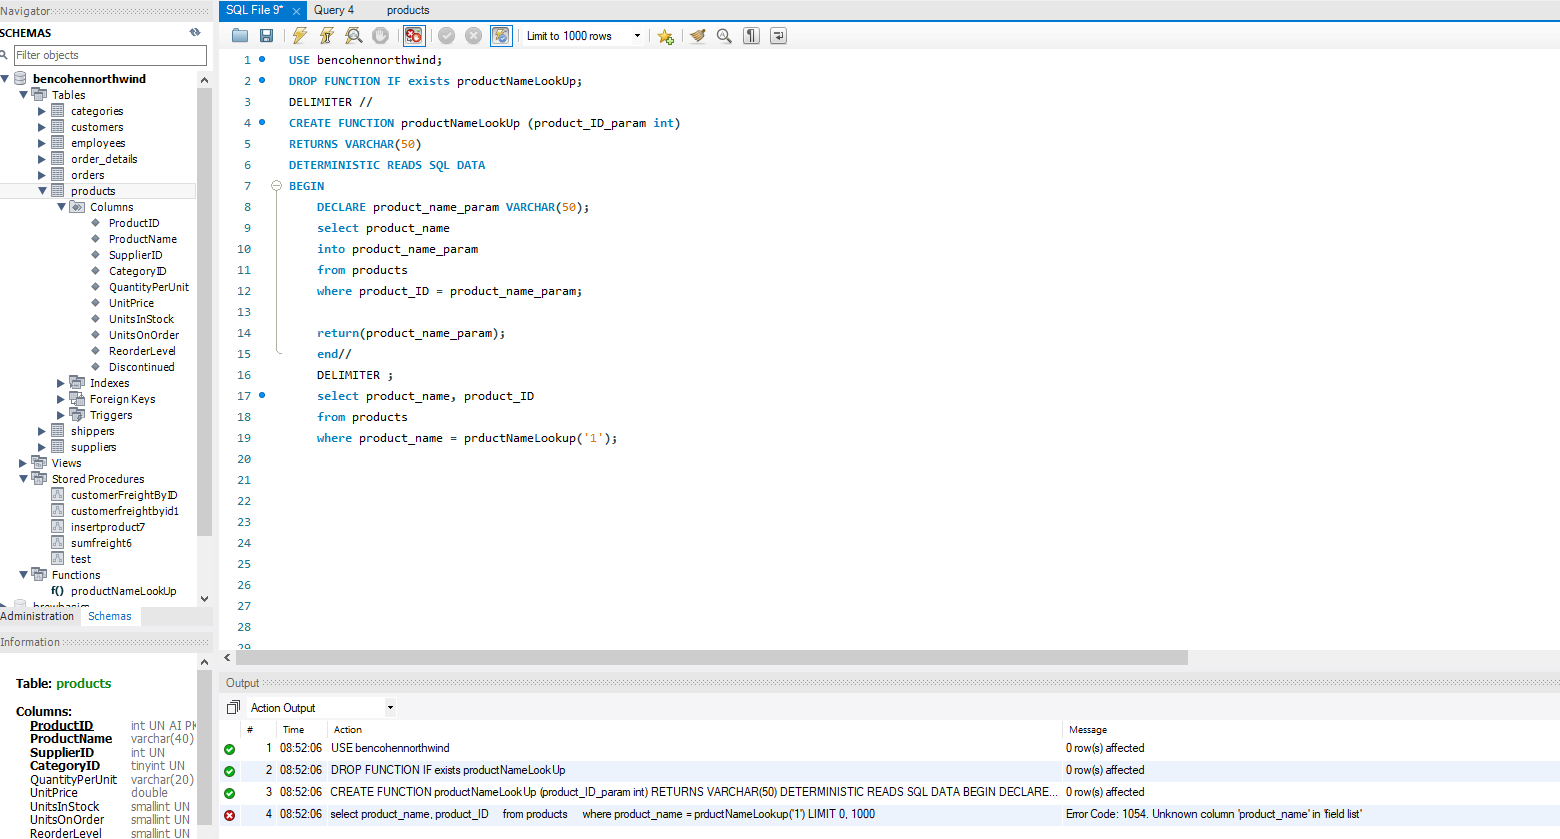 Navigator
SCHEMAS
Filter objects
bencohennorthwind
Tables
categories
customers
employees
order_details
orders
products
Columns
ProductID
ProductName
SupplierID
CategoryID
QuantityPerUnit
UnitPrice
UnitsInStock
UnitsOnOrder
ReorderLevel
Discontinued
Indexes
Foreign Keys
Triggers
shippers
suppliers
Views
Stored Procedures
customerFreightByID
customerfreightbyid1
insertproduct7
sumfreight6
test
Functions
f() productNameLookUp
Administration Schemas
Information
Table: products
Columns:
ProductID int UN AI PK
ProductName varchar(40)
SupplierID int UN
CategoryID tinyint UN
QuantityPerUnit varchar(20)
UnitPrice double
UnitsInStock smallint UN
UnitsOnOrder smallint UN
ReorderLevel smallint UN
SQL File 9* × Query 4 products
Limit to 1000 rows
1 USE bencohennorthwind;
2 DROP FUNCTION IF exists productNameLookUp;
3 DELIMITER //
4 CREATE FUNCTION productNameLookUp (product_ID_param int)
5 RETURNS VARCHAR(50)
6 DETERMINISTIC READS SQL DATA
7 BEGIN
8 DECLARE product_name_param VARCHAR(50);
9 select product_name
10 into product_name_param
11 from products
12 where product_ID = product_name_param;
13
14 return(product_name_param);
15 end//
16 DELIMITER ;
17 select product_name, product_ID
18 from products
19 where product_name = prductNameLookup('1');
20
21
22
23
24
25
26
27
28
29
Output
Action Output
# Time Action Message
1 08:52:06 USE bencohennorthwind 0 row(s) affected
2 08:52:06 DROP FUNCTION IF exists productNameLookUp 0 row(s) affected
3 08:52:06 CREATE FUNCTION productNameLookUp (product_ID_param int) RETURNS VARCHAR(50) DETERMINISTIC READS SQL DATA BEGIN DECLARE... 0 row(s) affected
4 08:52:06 select product_name, product_ID from products where product_name = prductNameLookup('1') LIMIT 0, 1000 Error Code: 1054. Unknown column 'product_name' in 'field list'